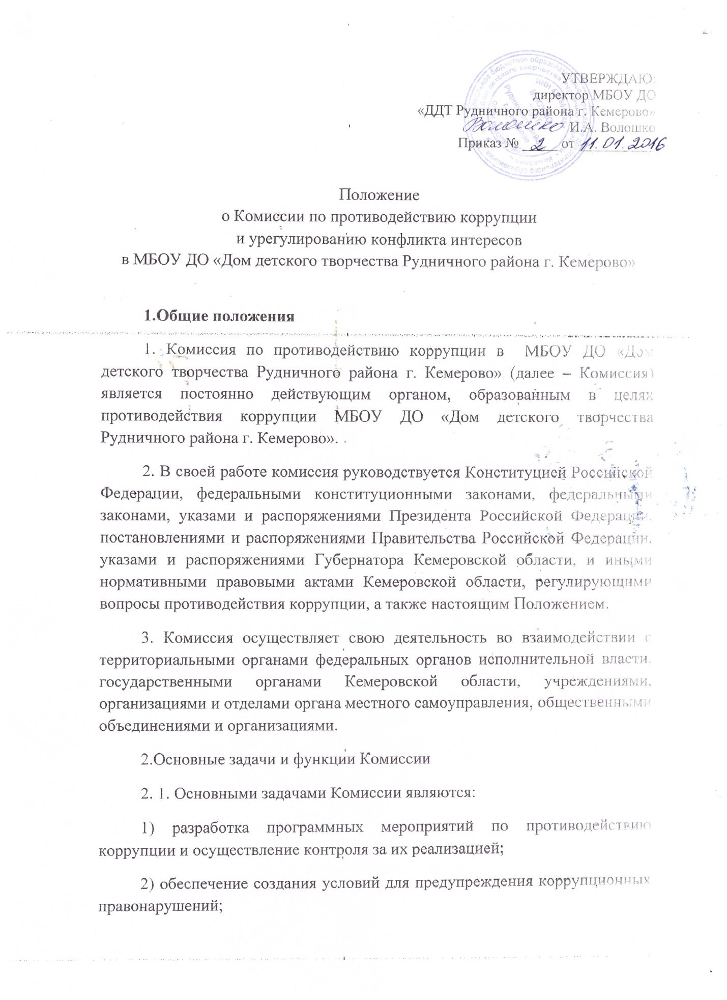 УТВЕРЖДАЮ:
директор МБОУ ДО
«ДДТ Рудничного района г. Кемерово»
Волошко И.А. Волошко
Приказ № 2 от 11.01.2016
Положение
о Комиссии по противодействию коррупции
и урегулированию конфликта интересов
в МБОУ ДО «Дом детского творчества Рудничного района г. Кемерово»
1.Общие положения
1. Комиссия по противодействию коррупции в МБОУ ДО «Дом
детского творчества Рудничного района г. Кемерово» (далее – Комиссия)
является постоянно действующим органом, образованным в целях
противодействия коррупции МБОУ ДО «Дом детского творчества
Рудничного района г. Кемерово».
2. В своей работе комиссия руководствуется Конституцией Российской
Федерации, федеральными конституционными законами, федеральными
законами, указами и распоряжениями Президента Российской Федерации,
постановлениями и распоряжениями Правительства Российской Федерации,
указами и распоряжениями Губернатора Кемеровской области, и иными
нормативными правовыми актами Кемеровской области, регулирующими
вопросы противодействия коррупции, а также настоящим Положением.
3. Комиссия осуществляет свою деятельность во взаимодействии с
территориальными органами федеральных органов исполнительной власти,
государственными органами Кемеровской области, учреждениями,
организациями и отделами органа местного самоуправления, общественными
объединениями и организациями.
2.Основные задачи и функции Комиссии
2. 1. Основными задачами Комиссии являются:
1) разработка программных мероприятий по противодействию
коррупции и осуществление контроля за их реализацией;
2) обеспечение создания условий для предупреждения коррупционных
правонарушений;